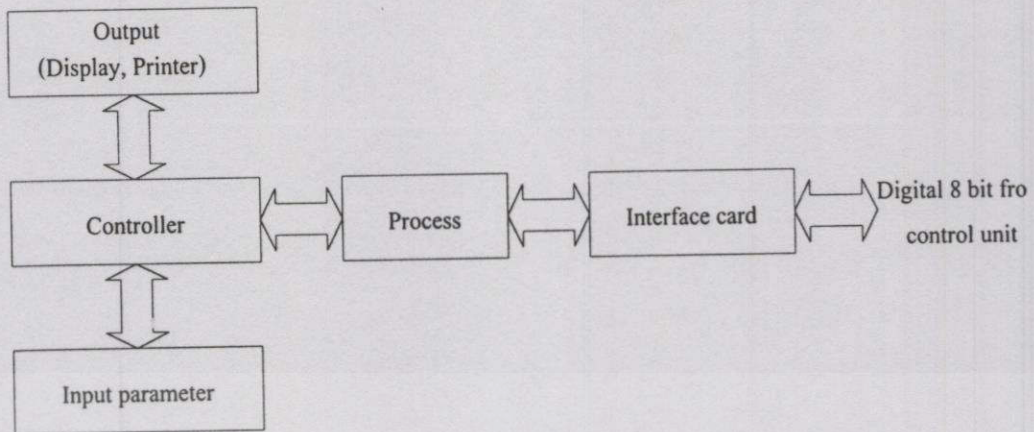 Output
(Display, Printer)
Controller
Process
Interface card
Digital 8 bit fro
control unit
Input parameter